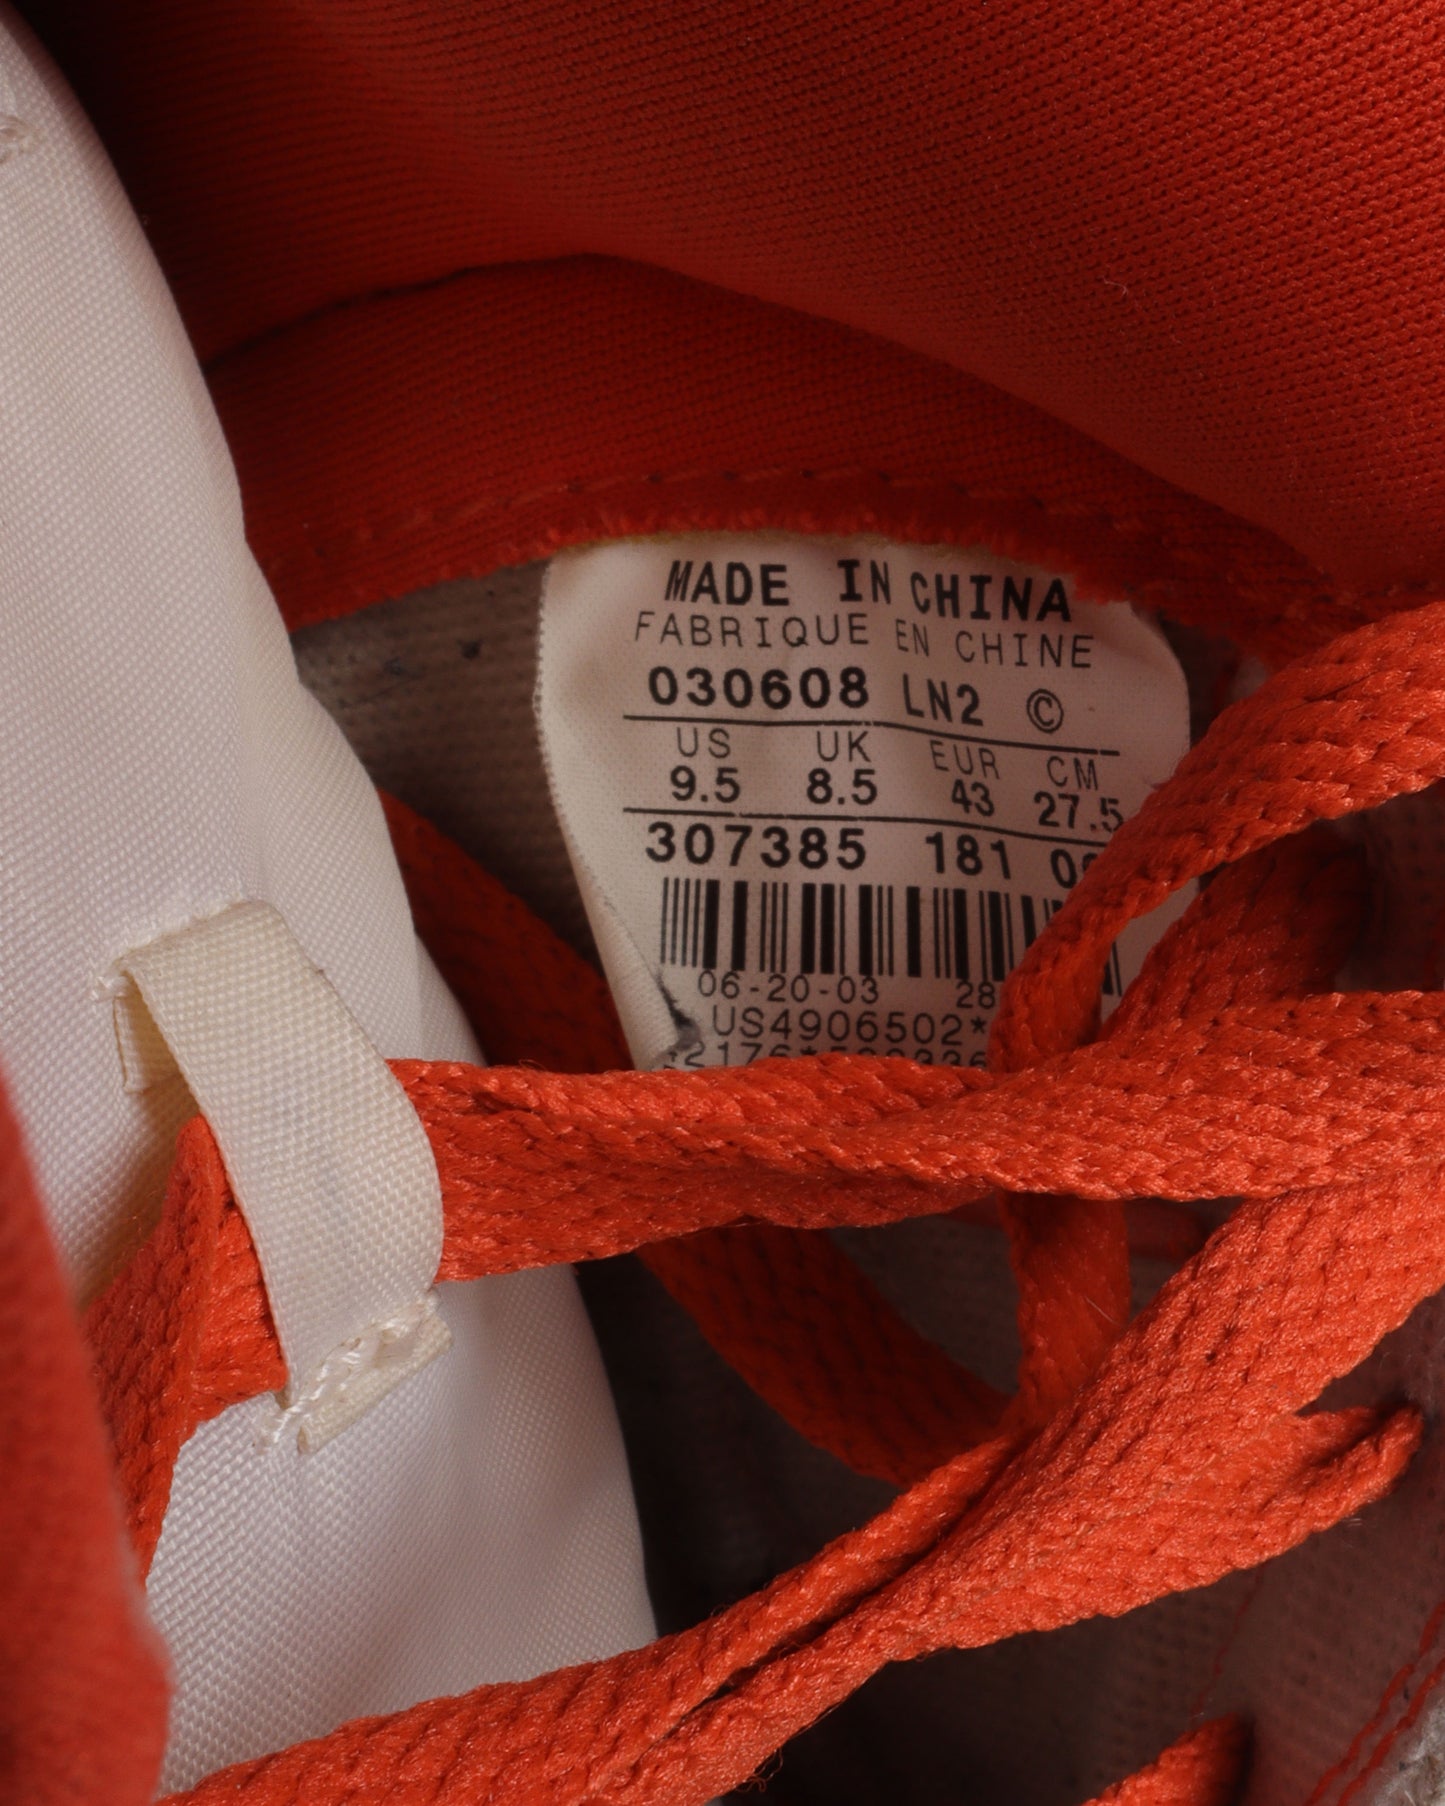 MADE IN CHINA
FABRIQUE EN CHINE
030608 LN2 ©
US UK EUR CM
9.5 8.5 43 27.5
307385 181
06-20-03 28
US4906502*